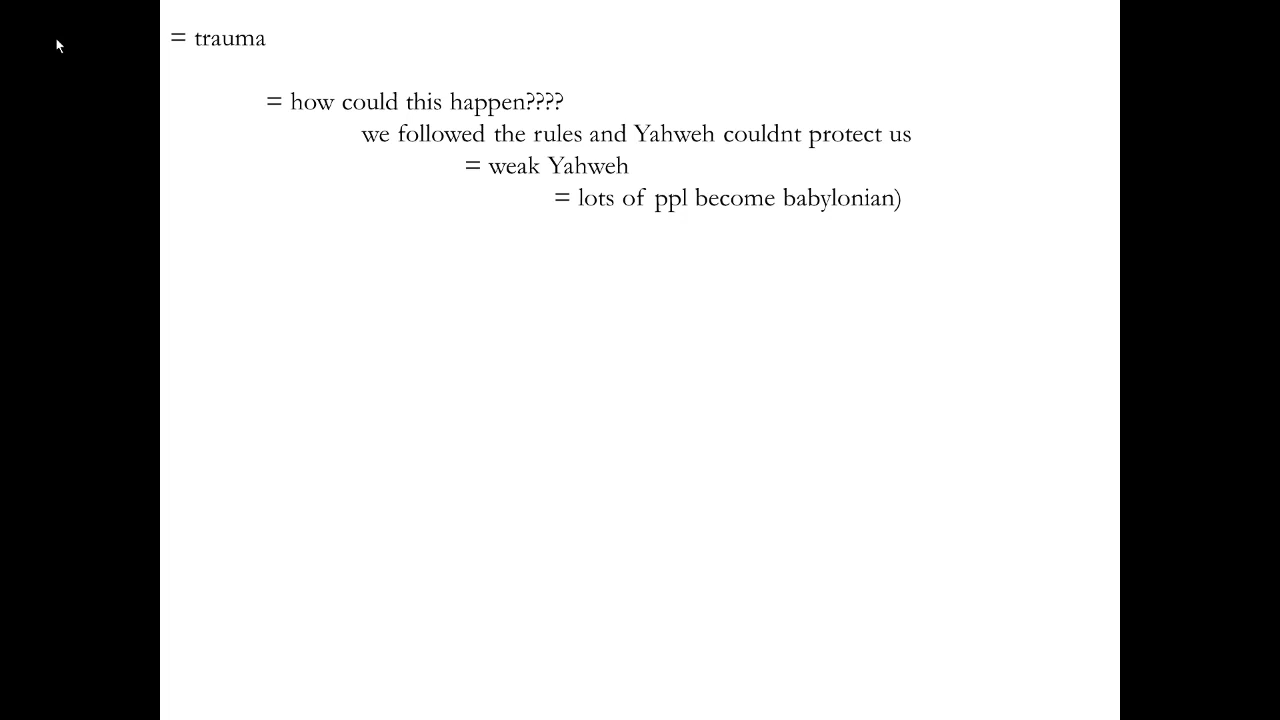 = trauma
= how could this happen????
we followed the rules and Yahweh couldnt protect us
= weak Yahweh
= lots of ppl become babylonian)